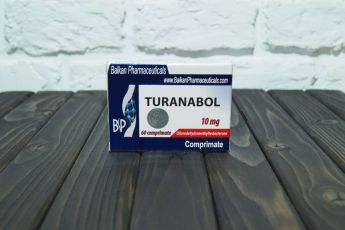 Balkan Pharmaceuticals
www.BalkanPharmaceuticals.com
TURANABOL
10 mg
60 comprimate
Chlorodehydromethyltestosterone
BP
Comprimate